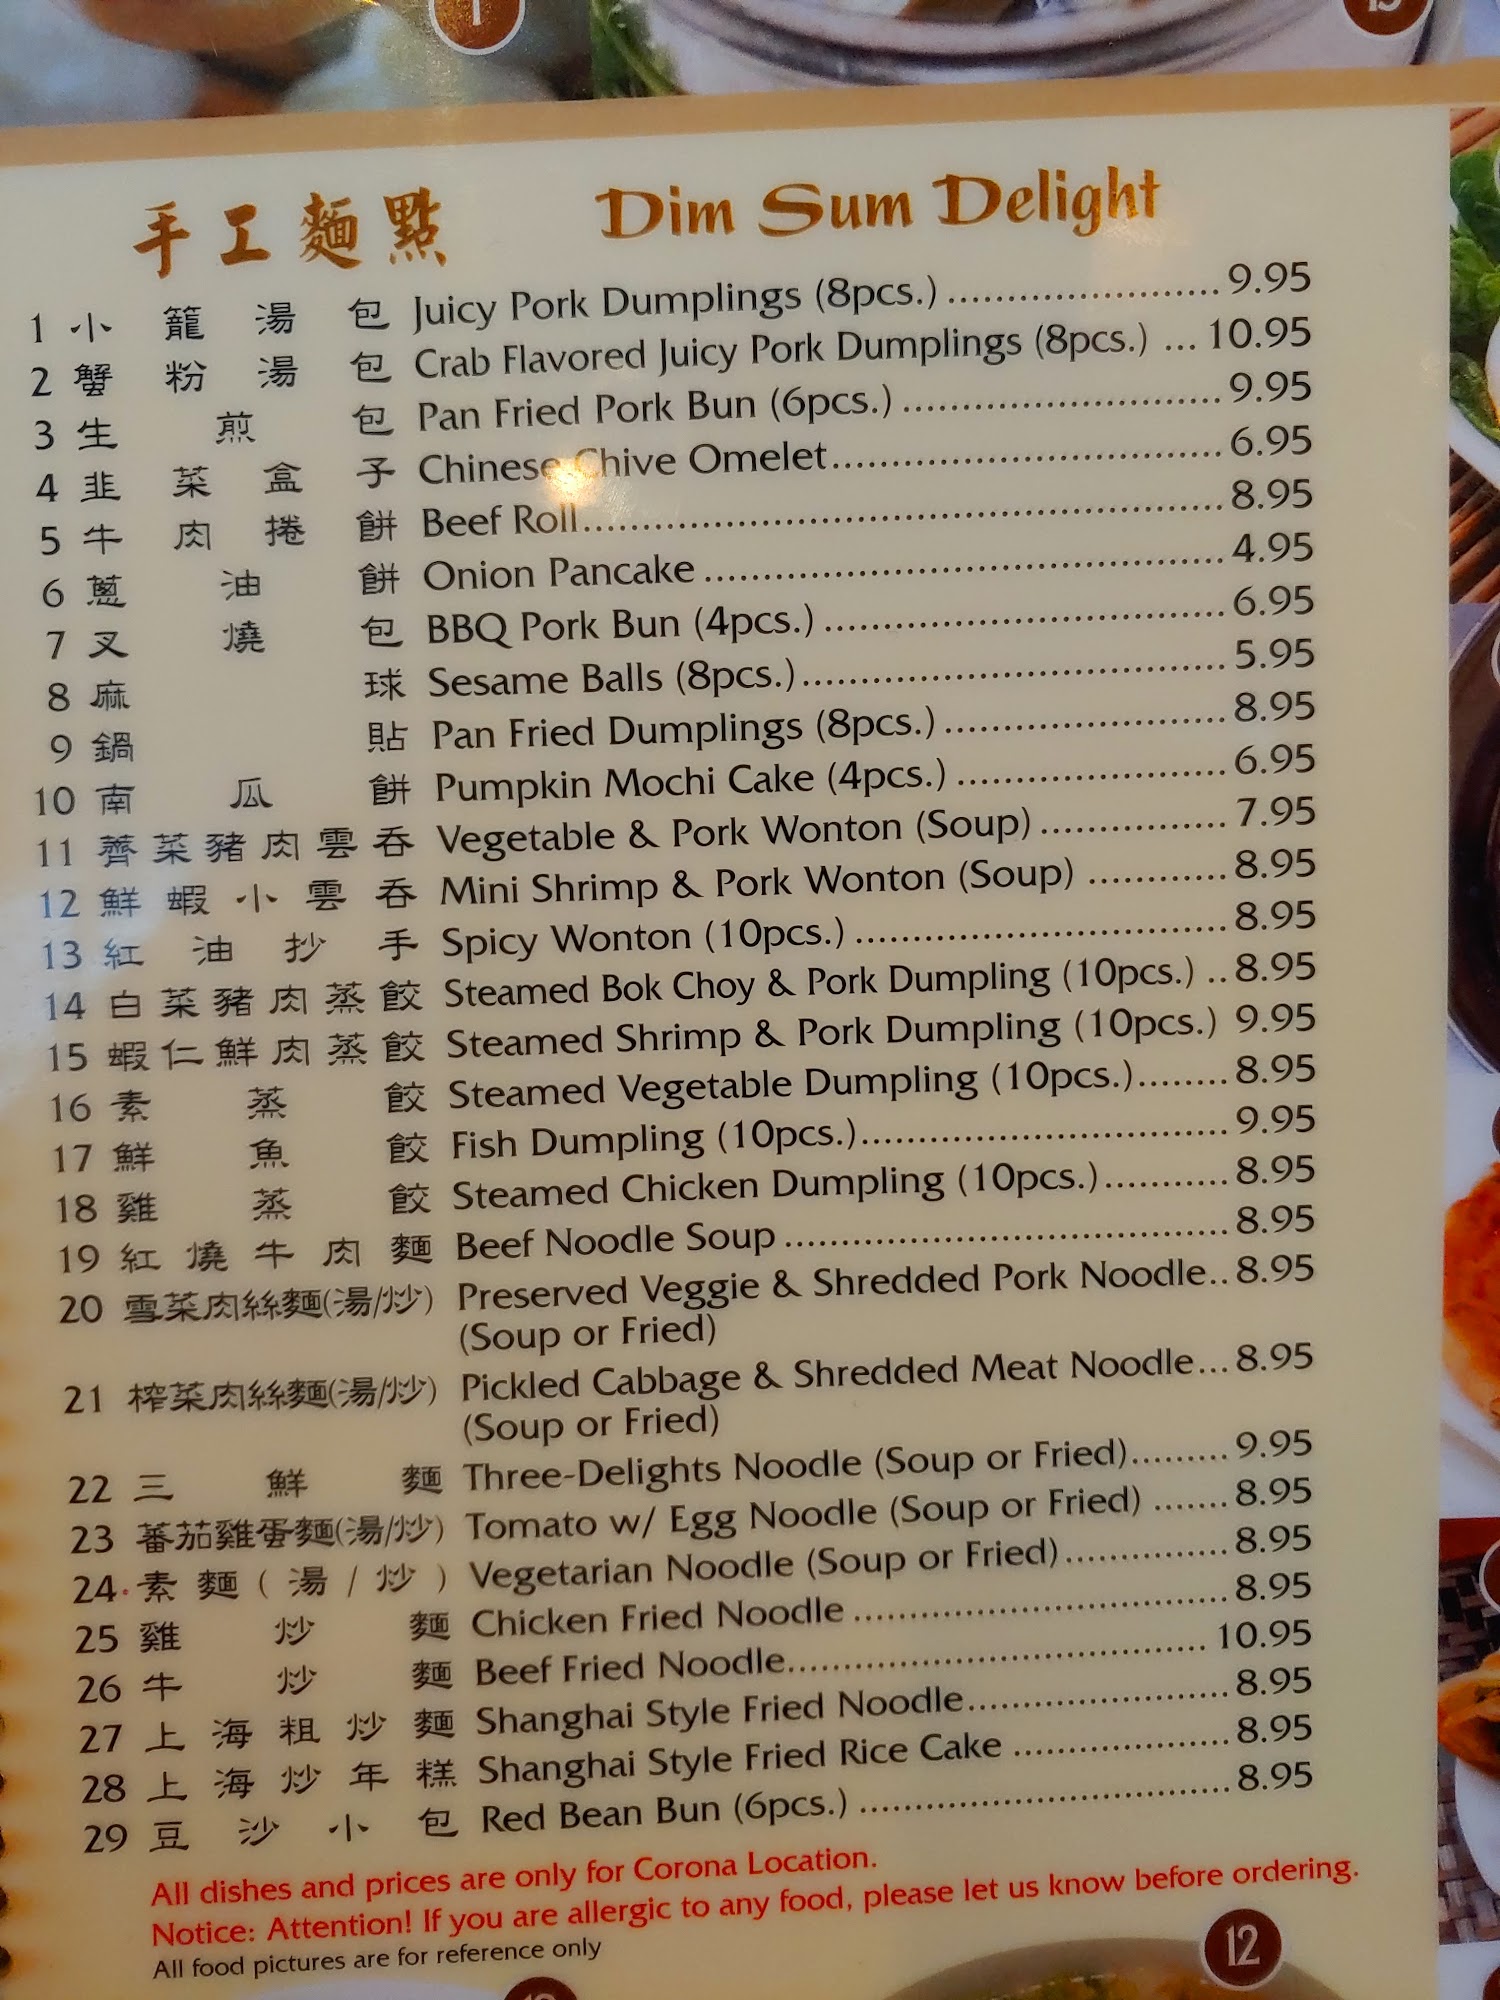 1
13
手工麵點 Dim Sum Delight
1 小籠湯包 Juicy Pork Dumplings (8pcs.) 9.95
2 蟹粉湯包 Crab Flavored Juicy Pork Dumplings (8pcs.) ... 10.95
3 生煎包 Pan Fried Pork Bun (6pcs.) 9.95
4 韭菜盒子 Chinese Chive Omelet 6.95
5 牛肉捲餅 Beef Roll 8.95
6 蔥油餅 Onion Pancake 4.95
7 叉燒包 BBQ Pork Bun (4pcs.) 6.95
8 麻球 Sesame Balls (8pcs.) 5.95
9 鍋貼 Pan Fried Dumplings (8pcs.) 8.95
10 南瓜餅 Pumpkin Mochi Cake (4pcs.) 6.95
11 薺菜豬肉雲吞 Vegetable & Pork Wonton (Soup) 7.95
12 鮮蝦小雲吞 Mini Shrimp & Pork Wonton (Soup) 8.95
13 紅油抄手 Spicy Wonton (10pcs.) 8.95
14 白菜豬肉蒸餃 Steamed Bok Choy & Pork Dumpling (10pcs.) .. 8.95
15 蝦仁鮮肉蒸餃 Steamed Shrimp & Pork Dumpling (10pcs.) 9.95
16 素蒸餃 Steamed Vegetable Dumpling (10pcs.) 8.95
17 鮮魚餃 Fish Dumpling (10pcs.) 9.95
18 雞蒸餃 Steamed Chicken Dumpling (10pcs.) 8.95
19 紅燒牛肉麵 Beef Noodle Soup 8.95
20 雪菜肉絲麵(湯/炒) Preserved Veggie & Shredded Pork Noodle.. 8.95
(Soup or Fried)
21 榨菜肉絲麵(湯/炒) Pickled Cabbage & Shredded Meat Noodle... 8.95
(Soup or Fried)
22 三鮮麵 Three-Delights Noodle (Soup or Fried) 9.95
23 蕃茄雞蛋麵(湯/炒) Tomato w/ Egg Noodle (Soup or Fried) 8.95
24 素麵(湯/炒) Vegetarian Noodle (Soup or Fried) 8.95
25 雞炒麵 Chicken Fried Noodle 8.95
26 牛炒麵 Beef Fried Noodle 10.95
27 上海粗炒麵 Shanghai Style Fried Noodle 8.95
28 上海炒年糕 Shanghai Style Fried Rice Cake 8.95
29 豆沙小包 Red Bean Bun (6pcs.) 8.95
All dishes and prices are only for Corona Location.
Notice: Attention! If you are allergic to any food, please let us know before ordering.
All food pictures are for reference only
12